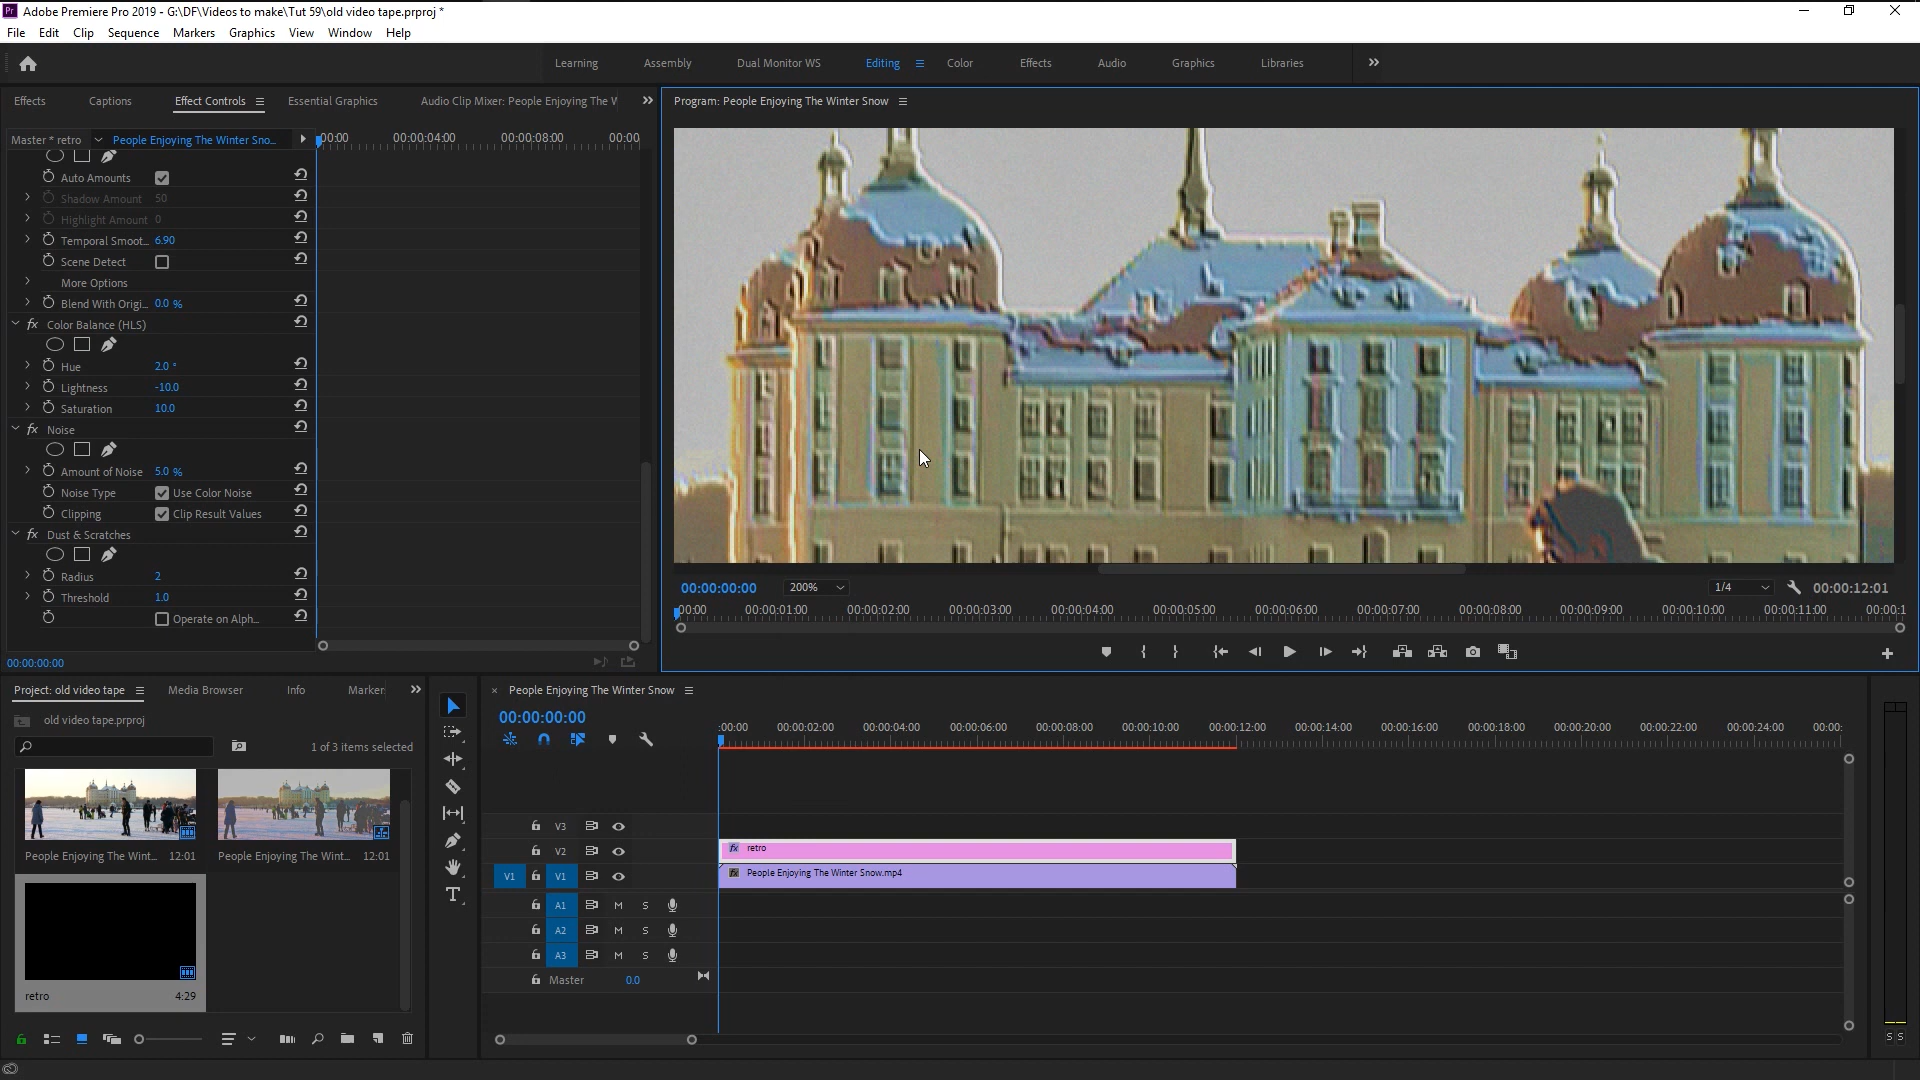 Pr Adobe Premiere Pro 2019 - G:\DF\Videos to make\Tut 59\old video tape.prproj *
File Edit Clip Sequence Markers Graphics View Window Help
Learning Assembly Dual Monitor WS Editing Color Effects Audio Graphics Libraries
Effects Captions Effect Controls Essential Graphics Audio Clip Mixer: People Enjoying The W
Program: People Enjoying The Winter Snow
Master * retro People Enjoying The Winter Sno...
:00:00 00:00:04:00 00:00:08:00 00:00
Auto Amounts
Shadow Amount 50
Highlight Amount 0
Temporal Smoot... 6.90
Scene Detect
More Options
Blend With Origi... 0.0 %
fx Color Balance (HLS)
Hue 2.0 °
Lightness -10.0
Saturation 10.0
fx Noise
Amount of Noise 5.0 %
Noise Type Use Color Noise
Clipping Clip Result Values
fx Dust & Scratches
Radius 2
Threshold 1.0
Operate on Alph...
00:00:00:00
00:00:00:00 200% 1/4 00:00:12:01
:00:00 00:00:01:00 00:00:02:00 00:00:03:00 00:00:04:00 00:00:05:00 00:00:06:00 00:00:07:00 00:00:08:00 00:00:09:00 00:00:10:00 00:00:11:00 00:00:1
Project: old video tape Media Browser Info Marker
old video tape.prproj
1 of 3 items selected
People Enjoying The Wint... 12:01
People Enjoying The Wint... 12:01
retro 4:29
× People Enjoying The Winter Snow
00:00:00:00
:00:00 00:00:02:00 00:00:04:00 00:00:06:00 00:00:08:00 00:00:10:00 00:00:12:00 00:00:14:00 00:00:16:00 00:00:18:00 00:00:20:00 00:00:22:00 00:00:24:00 00:00:
V3
V2 fx retro
V1 V1 fx People Enjoying The Winter Snow.mp4
A1 M S
A2 M S
A3 M S
Master 0.0
S S